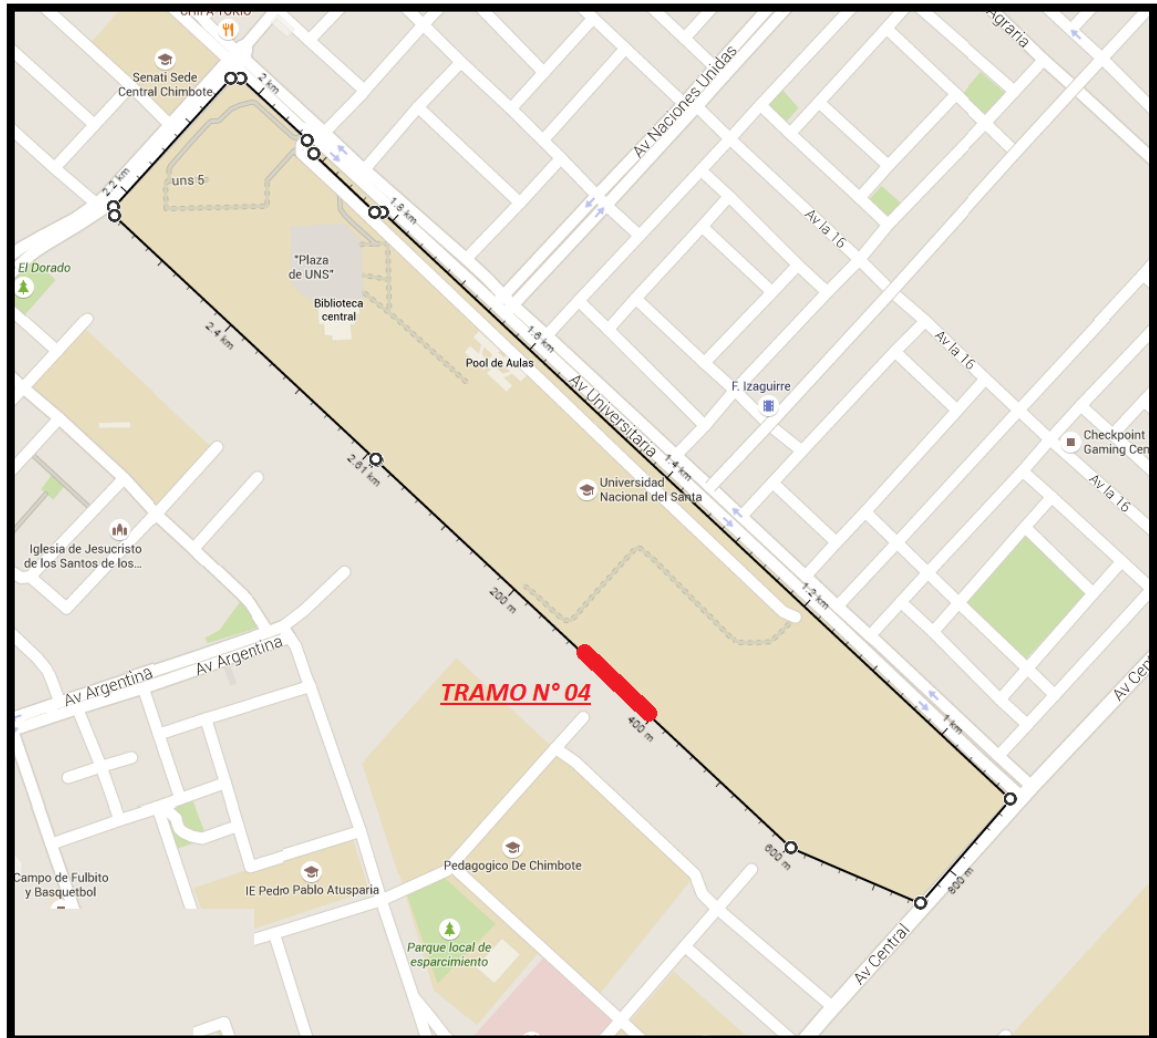 CHIFA TOKIO
Agraria
Senati Sede
Central Chimbote
2 km
Av Naciones Unidas
2.2 km
uns 5
1.8 km
Av la 16
El Dorado
"Plaza
de UNS"
Biblioteca
central
2.4 km
1.6 km
Av la 16
Pool de Aulas
Av Universitaria
F. Izaguirre
Checkpoint
Gaming Cen
2.61 km
1.4 km
Universidad
Nacional del Santa
Av la 16
Iglesia de Jesucristo
de los Santos de los...
200 m
1.2 km
Av Argentina
Av Argentina
Av Cen
TRAMO N° 04
400 m
1 km
600 m
Pedagogico De Chimbote
800 m
Campo de Fulbito
y Basquetbol
IE Pedro Pablo Atusparia
Parque local de
esparcimiento
Av Central